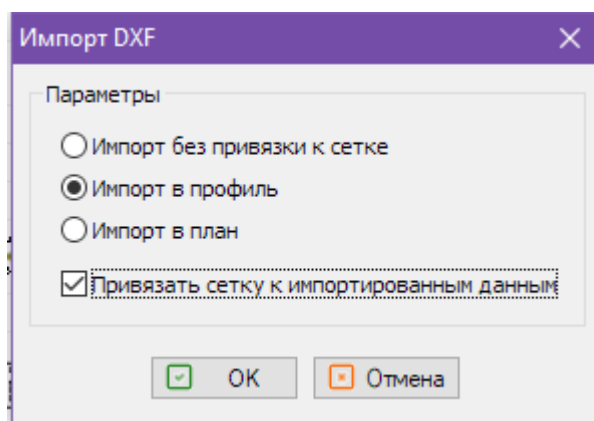 Импорт DXF
Параметры
Импорт без привязки к сетке
Импорт в профиль
Импорт в план
Привязать сетку к импортированным данным
OK
Отмена